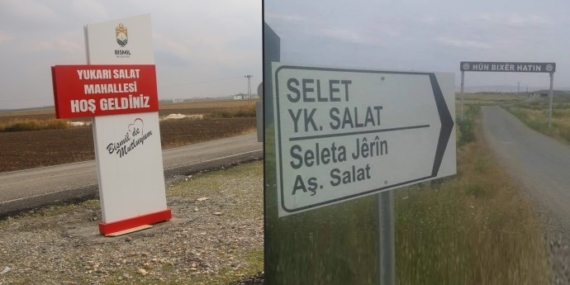 BİSMİL
YUKARI SALAT
MAHALLESİ
HOŞ GELDİNİZ
Bismil'de
Mutluyum
SELET
YK. SALAT
Seleta Jêrîn
Aş. Salat
HÛN BIXÊR HATIN